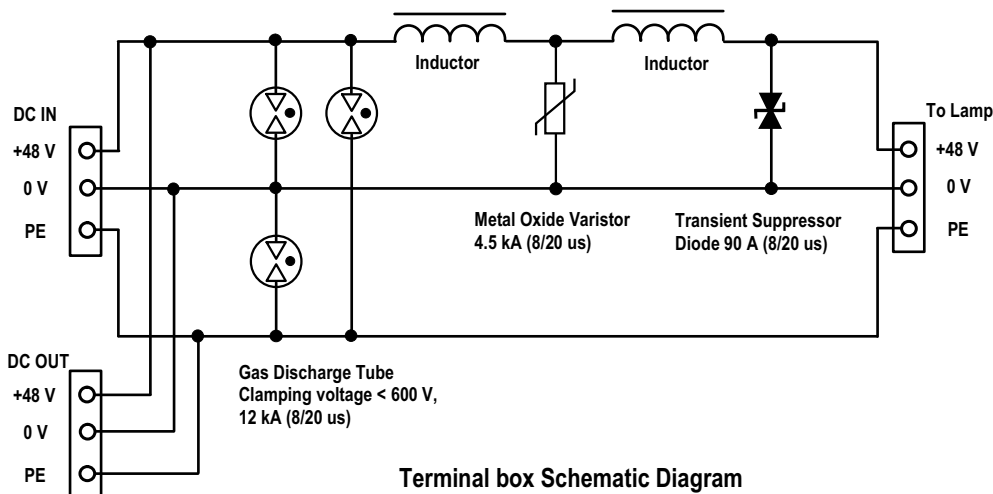 Inductor
Inductor
DC IN
+48 V
0 V
PE
To Lamp
+48 V
0 V
PE
Metal Oxide Varistor
4.5 kA (8/20 us)
Transient Suppressor
Diode 90 A (8/20 us)
DC OUT
+48 V
0 V
PE
Gas Discharge Tube
Clamping voltage < 600 V,
12 kA (8/20 us)
Terminal box Schematic Diagram